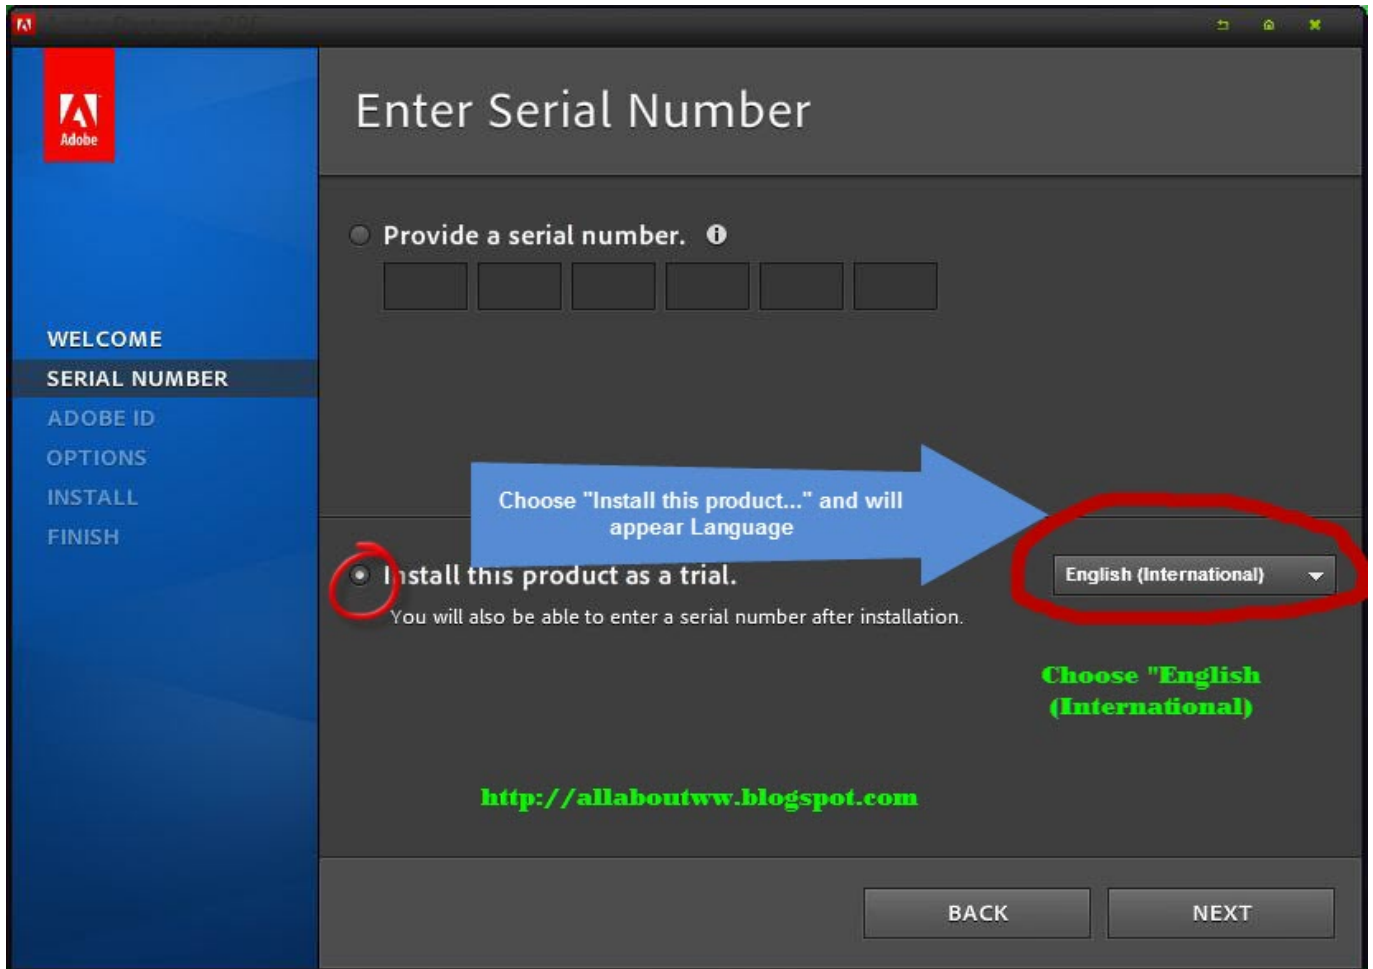 Adobe
Enter Serial Number
Provide a serial number.
WELCOME
SERIAL NUMBER
ADOBE ID
OPTIONS
INSTALL
FINISH
Choose "Install this product..." and will
appear Language
Install this product as a trial.
English (International)
You will also be able to enter a serial number after installation.
Choose "English
(International)
http://allaboutww.blogspot.com
BACK
NEXT